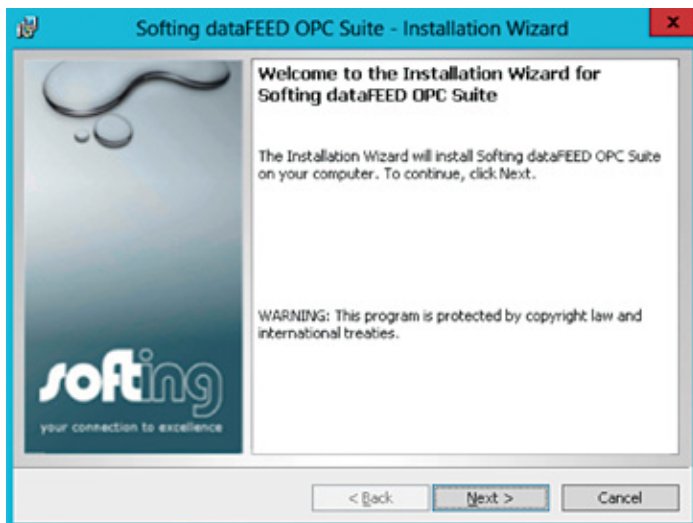 Softing dataFEED OPC Suite - Installation Wizard
x
Welcome to the Installation Wizard for
Softing dataFEED OPC Suite
The Installation Wizard will install Softing dataFEED OPC Suite
on your computer. To continue, click Next.
WARNING: This program is protected by copyright law and
international treaties.
softing
your connection to excellence
< Back
Next >
Cancel